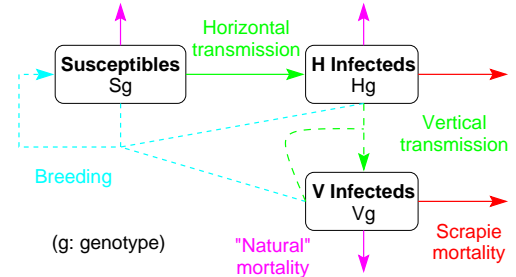 Horizontal
transmission
Susceptibles
Sg
H Infecteds
Hg
Vertical
transmission
Breeding
V Infecteds
Vg
(g: genotype)
"Natural"
mortality
Scrapie
mortality